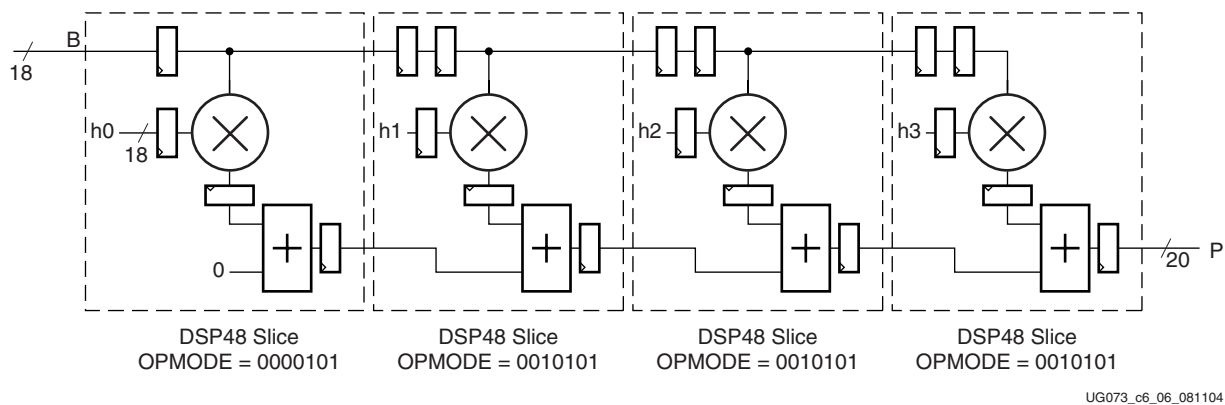 B
18
h0
18
h1
h2
h3
0
P
20
DSP48 Slice
OPMODE = 0000101
DSP48 Slice
OPMODE = 0010101
DSP48 Slice
OPMODE = 0010101
DSP48 Slice
OPMODE = 0010101
UG073_c6_06_081104